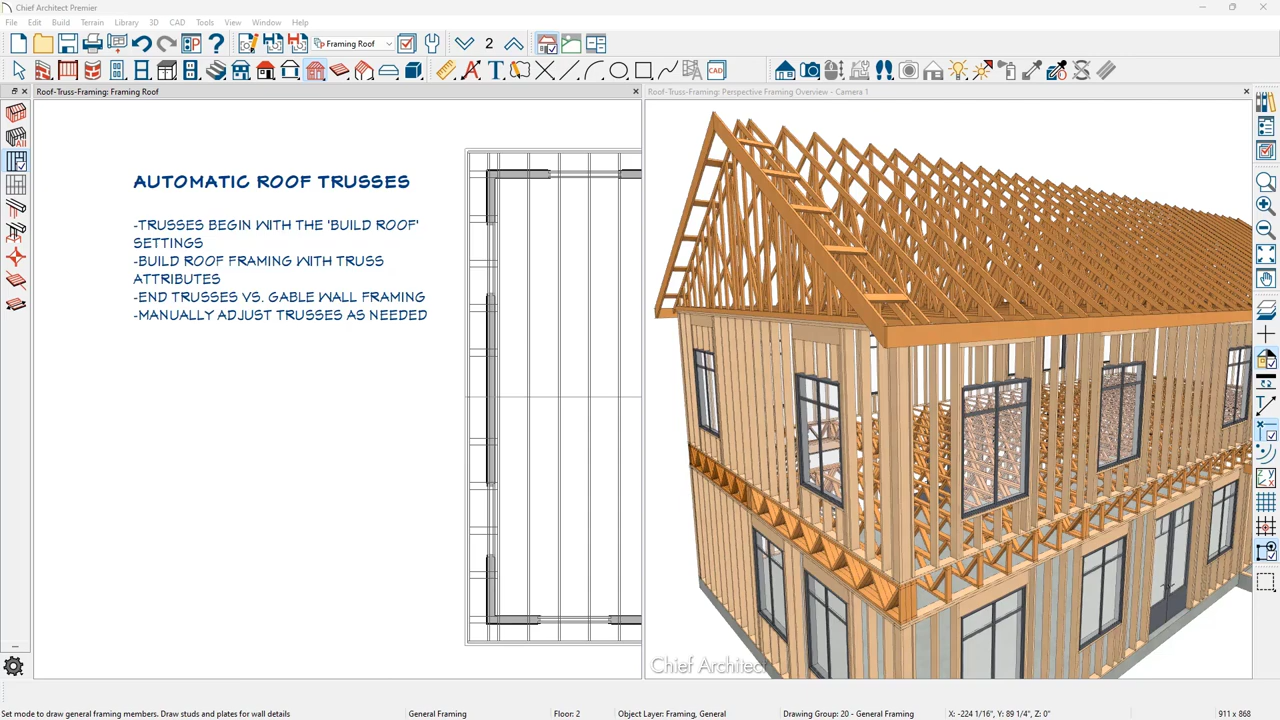 Chief Architect Premier
File Edit Build Terrain Library 3D CAD Tools View Window Help
Framing Roof 2
CAD
Roof-Truss-Framing: Framing Roof
Roof-Truss-Framing: Perspective Framing Overview - Camera 1
All
AUTOMATIC ROOF TRUSSES
-TRUSSES BEGIN WITH THE 'BUILD ROOF'
SETTINGS
-BUILD ROOF FRAMING WITH TRUSS
ATTRIBUTES
-END TRUSSES VS. GABLE WALL FRAMING
-MANUALLY ADJUST TRUSSES AS NEEDED
Chief Architect
Set mode to draw general framing members. Draw studs and plates for wall details
General Framing
Floor: 2
Object Layer: Framing, General
Drawing Group: 20 - General Framing
X: -224 1/16", Y: 89 1/4", Z: 0"
911 x 868